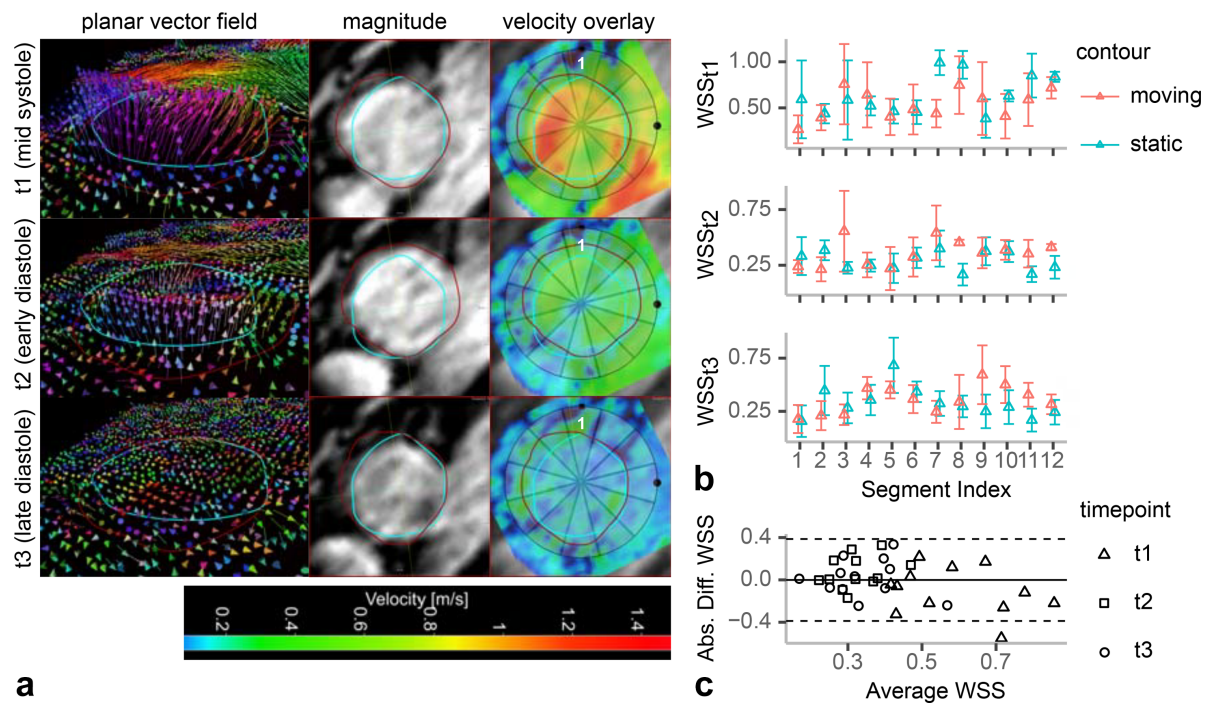 planar vector field
magnitude
velocity overlay
t1 (mid systole)
t2 (early diastole)
t3 (late diastole)
1
1
1
Velocity [m/s]
0.2 0.4 0.6 0.8 1 1.2 1.4
a
WSSt1
1.00
0.50
contour
moving
static
WSSt2
0.75
0.25
WSSt3
0.75
0.25
1 2 3 4 5 6 7 8 9 10 11 12
Segment Index
b
Abs. Diff. WSS
0.4
0.0
−0.4
0.3 0.5 0.7
Average WSS
timepoint
t1
t2
t3
c